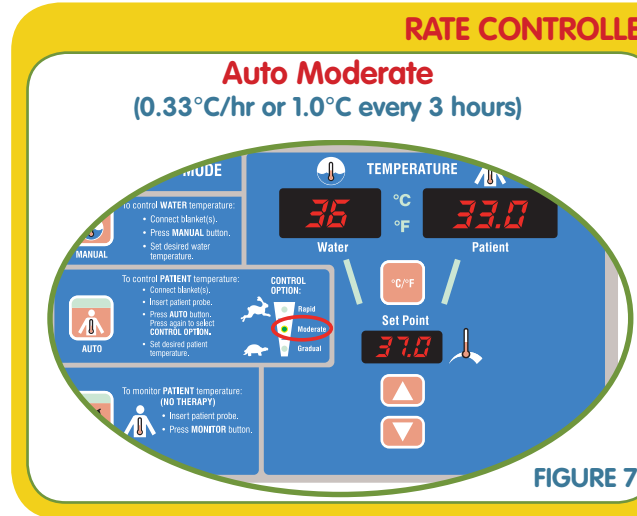 RATE CONTROLLE
Auto Moderate
(0.33°C/hr or 1.0°C every 3 hours)
MODE
TEMPERATURE
To control WATER temperature:
• Connect blanket(s).
• Press MANUAL button.
• Set desired water
temperature.
MANUAL
36
°C
°F
33.0
Water
Patient
To control PATIENT temperature:
• Connect blanket(s).
• Insert patient probe.
• Press AUTO button.
Press again to select
CONTROL OPTION.
• Set desired patient
temperature.
AUTO
CONTROL
OPTION:
Rapid
Moderate
Gradual
°C/°F
Set Point
37.0
To monitor PATIENT temperature:
(NO THERAPY)
• Insert patient probe.
• Press MONITOR button.
FIGURE 7